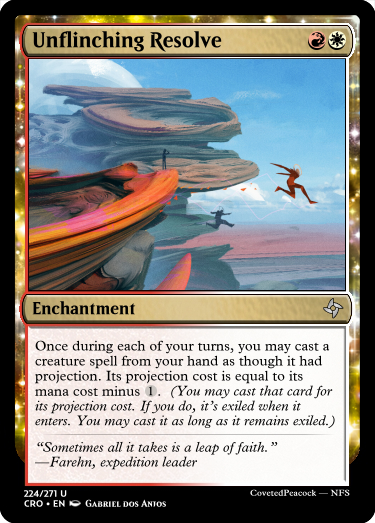 Unflinching Resolve
Enchantment
Once during each of your turns, you may cast a
creature spell from your hand as though it had
projection. Its projection cost is equal to its
mana cost minus 1. (You may cast that card for
its projection cost. If you do, it's exiled when it
enters. You may cast it as long as it remains exiled.)
"Sometimes all it takes is a leap of faith."
—Farehn, expedition leader
224/271 U
CRO • EN Gabriel dos Anjos
CovetedPeacock — NFS